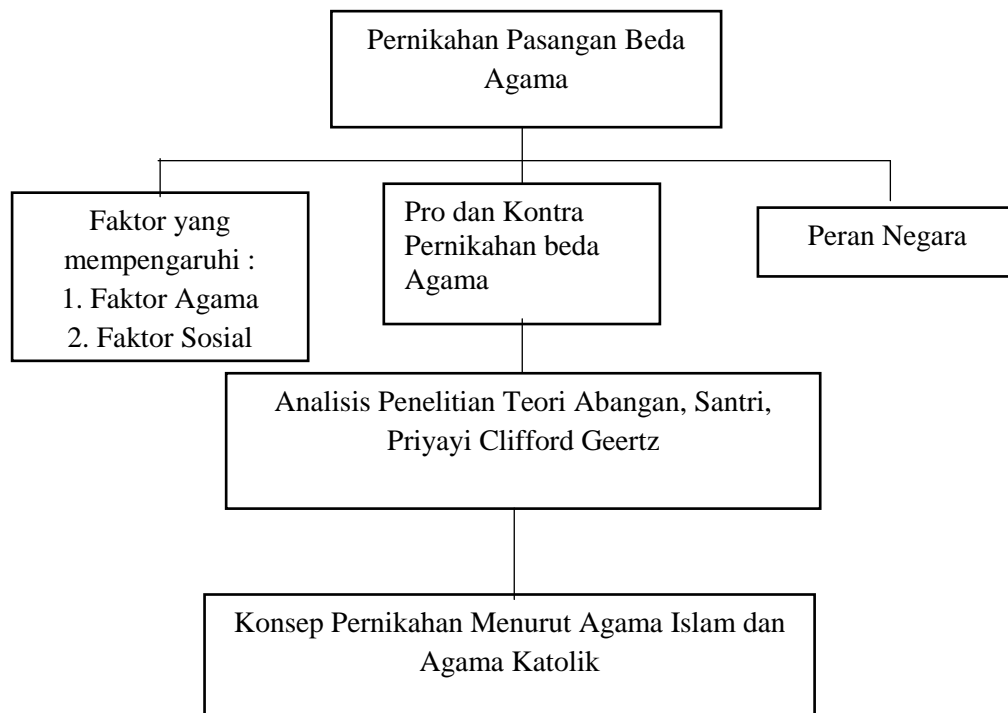 Pernikahan Pasangan Beda
Agama
Faktor yang
mempengaruhi :
1. Faktor Agama
2. Faktor Sosial
Pro dan Kontra
Pernikahan beda
Agama
Peran Negara
Analisis Penelitian Teori Abangan, Santri,
Priyayi Clifford Geertz
Konsep Pernikahan Menurut Agama Islam dan
Agama Katolik